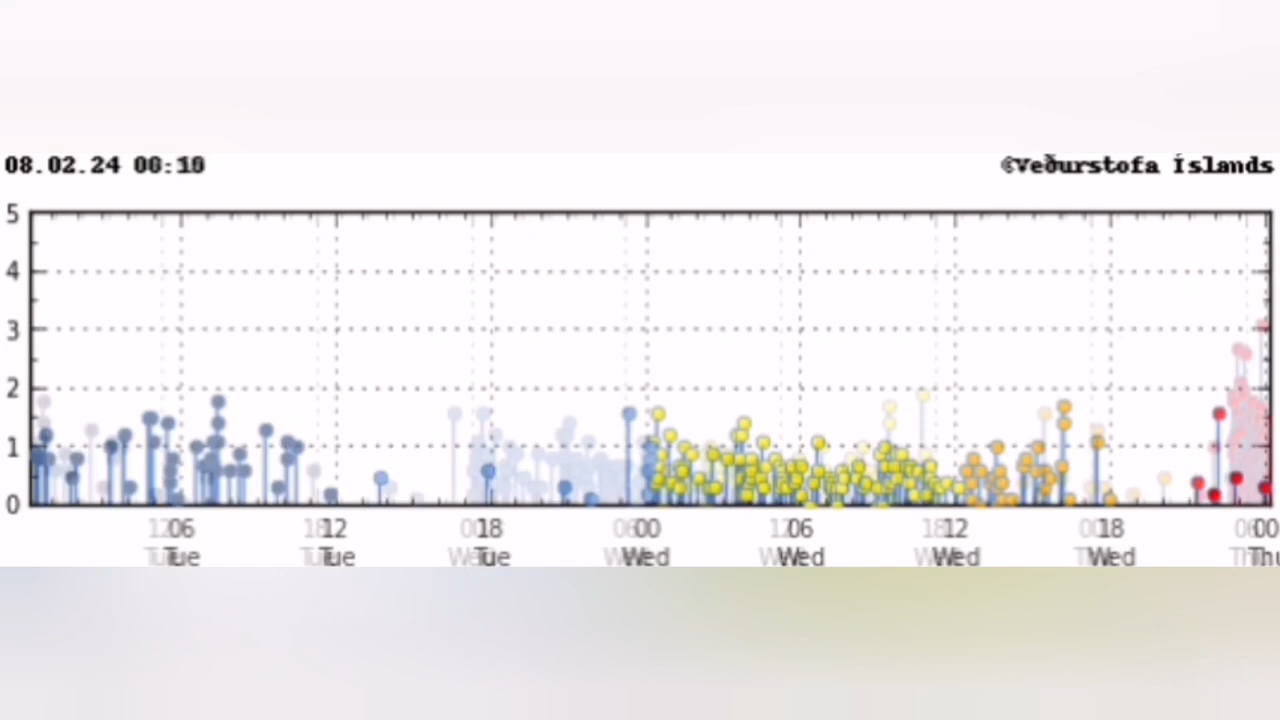 08.02.24 00:10
©Veðurstofa Íslands
5
4
3
2
1
0
06 12 18 00 06 12 18 00
Tue Tue Tue Wed Wed Wed Wed Thu